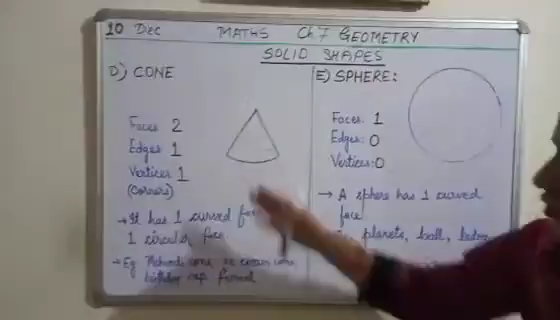 10 Dec MATHS Ch 7 GEOMETRY
SOLID SHAPES
D) CONE
Faces 2
Edges 1
Vertices 1
(Corners)
→ It has 1 curved
1 circular face
→ Eg cone, ice cream cone
birthday cap funnel
E) SPHERE:
Faces: 1
Edges: 0
Vertices: 0
→ A sphere has 1 curved
face
planets, ball,